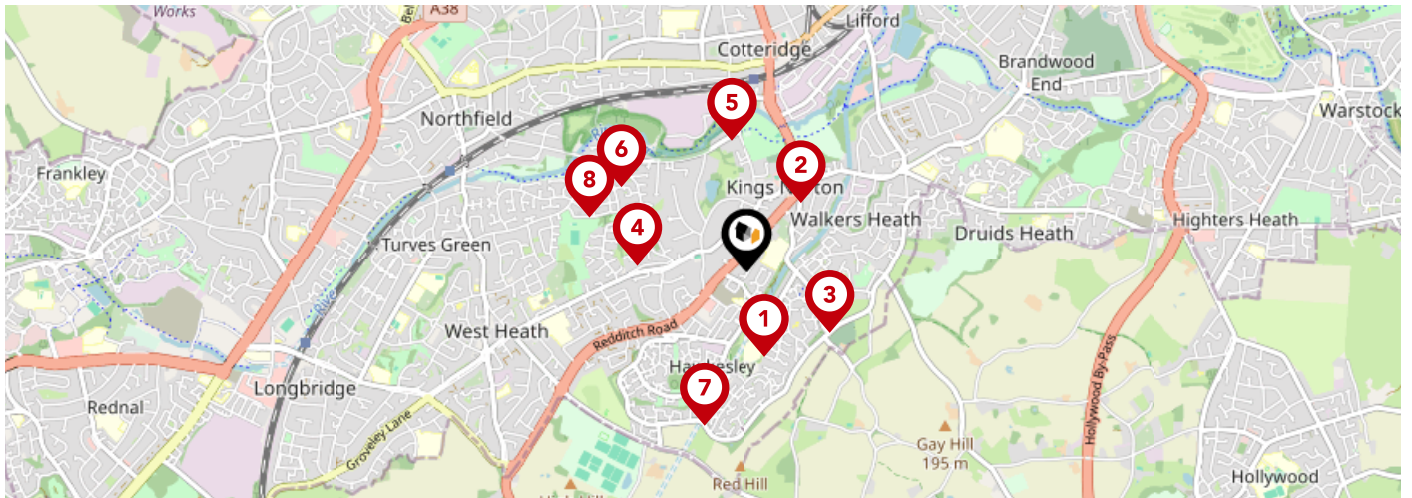 Works
A38
Lifford
Cotteridge
Brandwood
End
5
Northfield
Warstock
6
2
Frankley
8
Kings N rton
4
Walkers Heath
Highters Heath
Druids Heath
Turves Green
3
Rive
1
West Heath
Redditch Road
Hollywood By-Pass
Longbridge
7
Rednal
Groveley Lane
Gay Hill
195 m
Red Hill
Hollywood